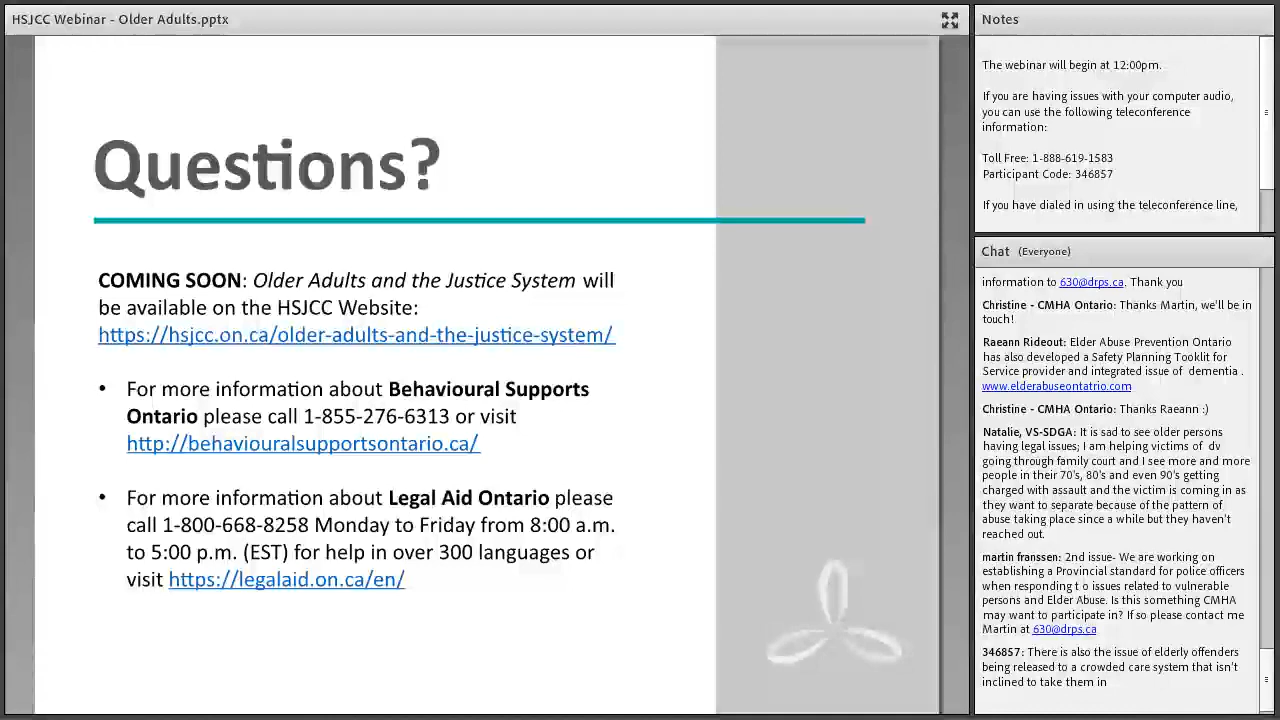 HSJCC Webinar - Older Adults.pptx
Questions?
COMING SOON: Older Adults and the Justice System will
be available on the HSJCC Website:
https://hsjcc.on.ca/older-adults-and-the-justice-system/
• For more information about Behavioural Supports
Ontario please call 1-855-276-6313 or visit
http://behaviouralsupportsontario.ca/
• For more information about Legal Aid Ontario please
call 1-800-668-8258 Monday to Friday from 8:00 a.m.
to 5:00 p.m. (EST) for help in over 300 languages or
visit https://legalaid.on.ca/en/
Notes
The webinar will begin at 12:00pm.
If you are having issues with your computer audio,
you can use the following teleconference
information:
Toll Free: 1-888-619-1583
Participant Code: 346857
If you have dialed in using the teleconference line,
Chat (Everyone)
information to 630@drps.ca. Thank you
Christine - CMHA Ontario: Thanks Martin, we'll be in
touch!
Raeann Rideout: Elder Abuse Prevention Ontario
has also developed a Safety Planning Tooklit for
Service provider and integrated issue of dementia .
www.elderabuseontatrio.com
Christine - CMHA Ontario: Thanks Raeann :)
Natalie, VS-SDGA: It is sad to see older persons
having legal issues; I am helping victims of dv
going through family court and I see more and more
people in their 70's, 80's and even 90's getting
charged with assault and the victim is coming in as
they want to separate because of the pattern of
abuse taking place since a while but they haven't
reached out.
martin franssen: 2nd issue- We are working on
establishing a Provincial standard for police officers
when responding t o issues related to vulnerable
persons and Elder Abuse. Is this something CMHA
may want to participate in? If so please contact me
Martin at 630@drps.ca
346857: There is also the issue of elderly offenders
being released to a crowded care system that isn't
inclined to take them in